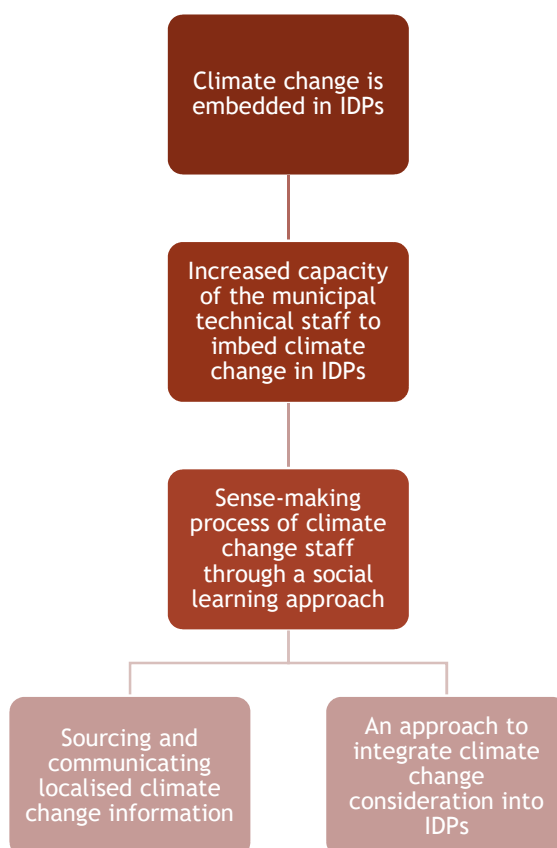 Climate change is
embedded in IDPs
Increased capacity
of the municipal
technical staff to
imbed climate
change in IDPs
Sense-making
process of climate
change staff
through a social
learning approach
Sourcing and
communicating
localised climate
change information
An approach to
integrate climate
change
consideration into
IDPs